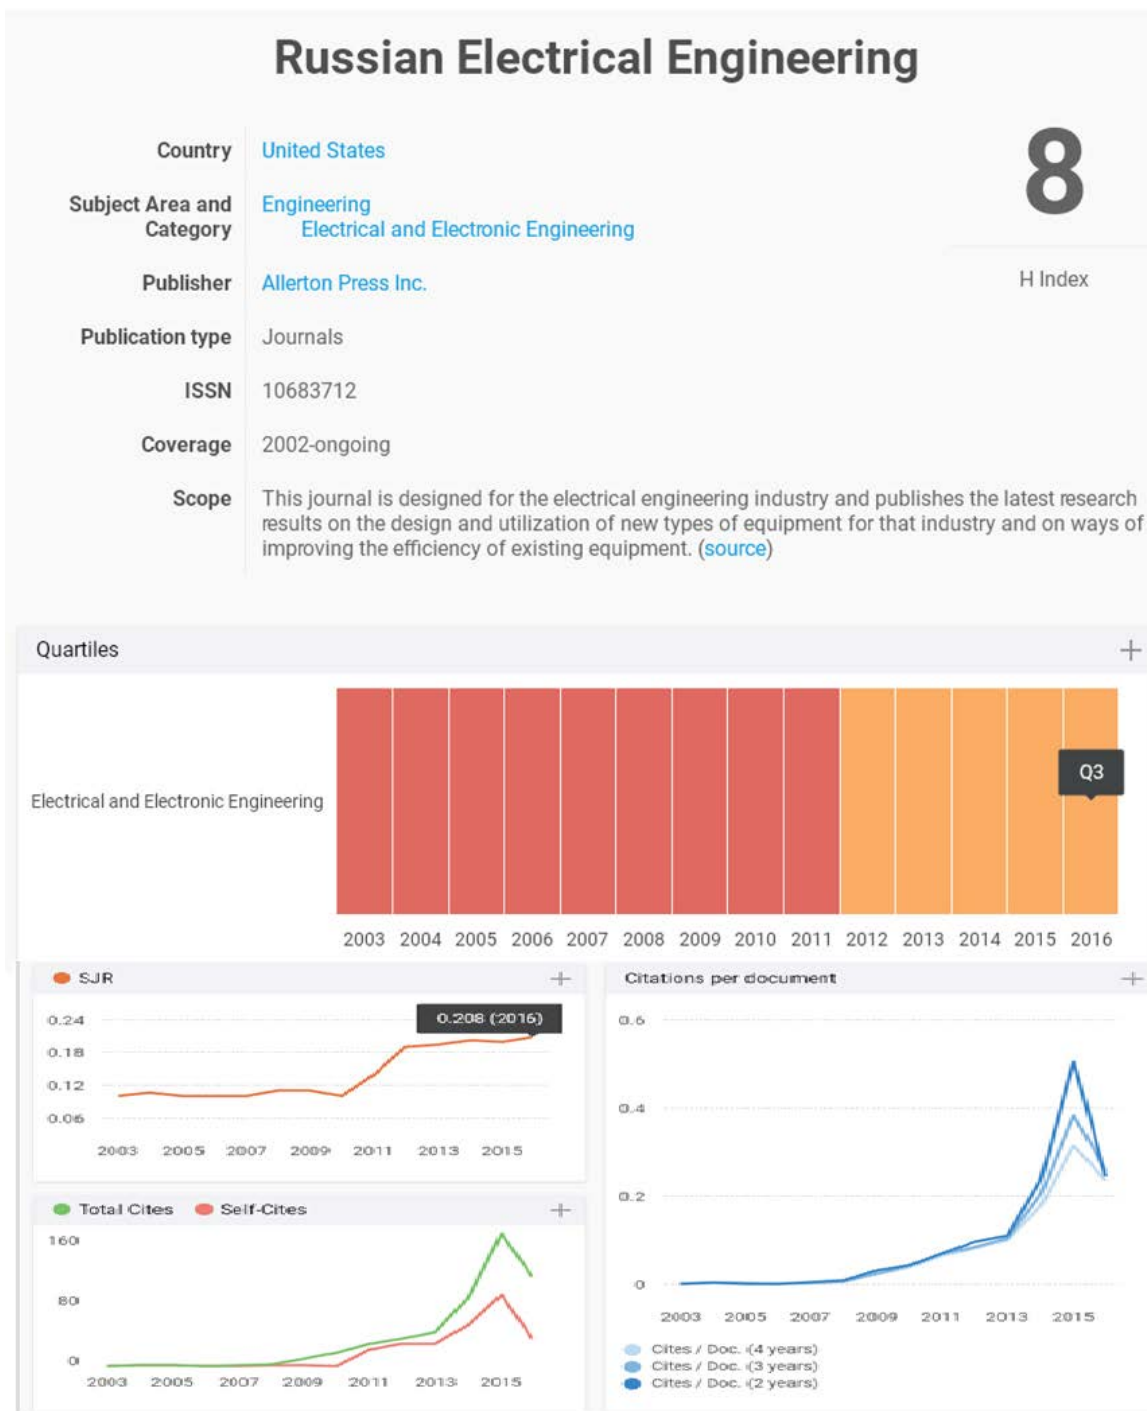 Russian Electrical Engineering
Country United States
8
Subject Area and Category Engineering
Electrical and Electronic Engineering
Publisher Allerton Press Inc.
H Index
Publication type Journals
ISSN 10683712
Coverage 2002-ongoing
Scope This journal is designed for the electrical engineering industry and publishes the latest research
results on the design and utilization of new types of equipment for that industry and on ways of
improving the efficiency of existing equipment. (source)
Quartiles
Q3
Electrical and Electronic Engineering
2003 2004 2005 2006 2007 2008 2009 2010 2011 2012 2013 2014 2015 2016
SJR
0.208 (2016)
0.24
0.18
0.12
0.06
2003 2005 2007 2009 2011 2013 2015
Total Cites Self-Cites
160
80
0
2003 2005 2007 2009 2011 2013 2015
Citations per document
0.6
0.4
0.2
0
2003 2005 2007 2009 2011 2013 2015
Cites / Doc. (4 years)
Cites / Doc. (3 years)
Cites / Doc. (2 years)